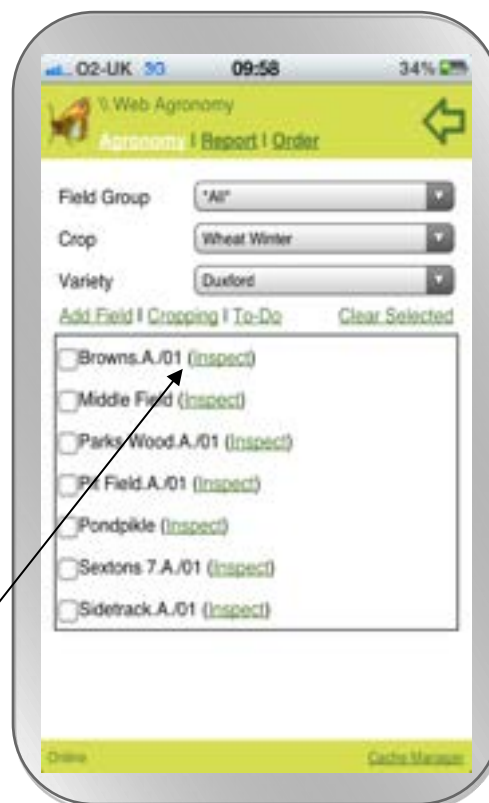 O2-UK 3G 09:58 34%
\\ Web Agronomy
Agronomy | Report | Order
Field Group "All"
Crop Wheat Winter
Variety Duxford
Add Field | Cropping | To-Do Clear Selected
Browns.A./01 (Inspect)
Middle Field (Inspect)
Parks Wood.A./01 (Inspect)
Pit Field.A./01 (Inspect)
Pondpikle (Inspect)
Sextons 7.A./01 (Inspect)
Sidetrack.A./01 (Inspect)
Online Cache Manager